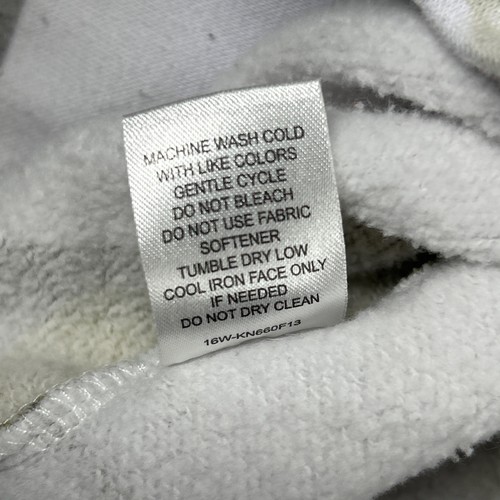 MACHINE WASH COLD
WITH LIKE COLORS
GENTLE CYCLE
DO NOT BLEACH
DO NOT USE FABRIC
SOFTENER
TUMBLE DRY LOW
COOL IRON FACE ONLY
IF NEEDED
DO NOT DRY CLEAN
16W-KN660F13